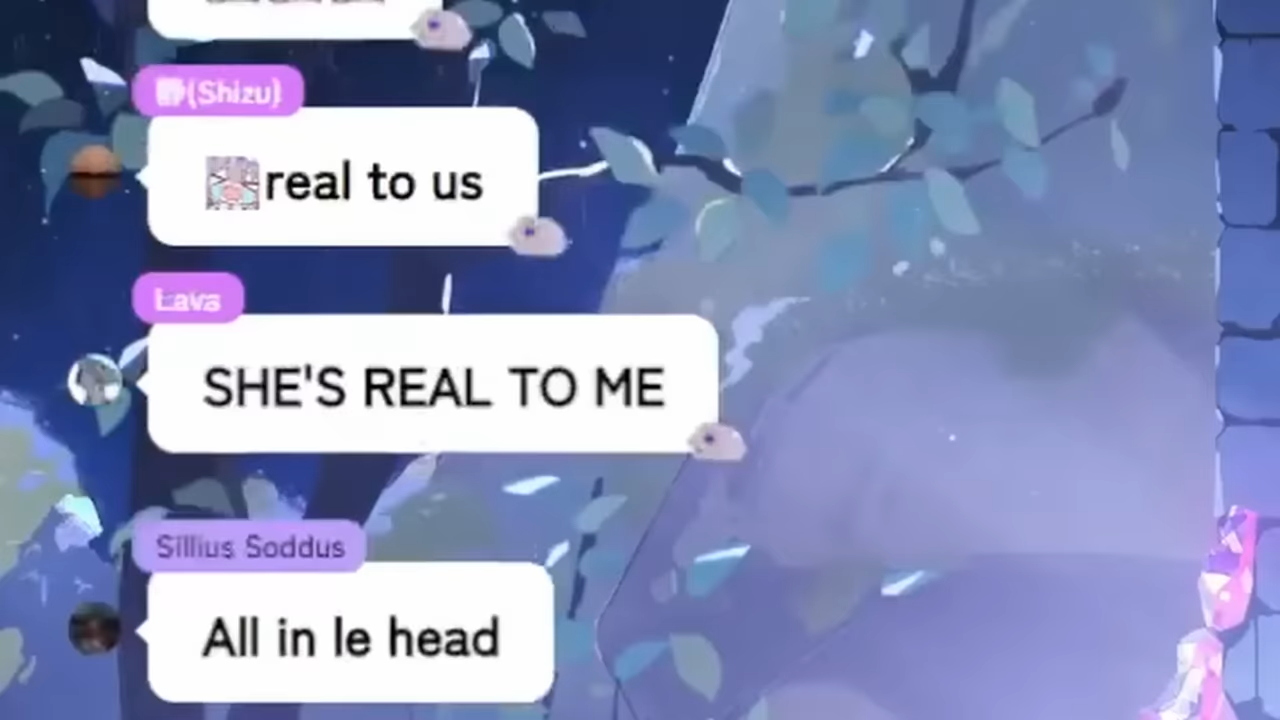 静(Shizu)
real to us
Lava
SHE'S REAL TO ME
Sillius Soddus
All in le head